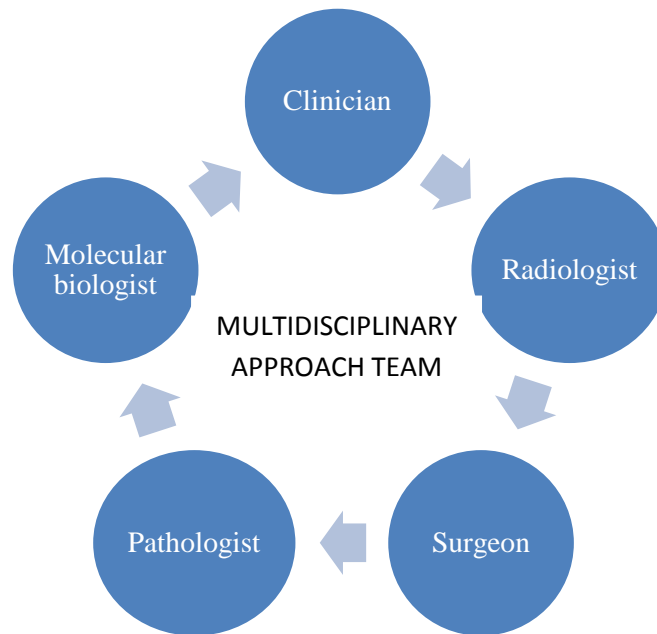 Clinician
Radiologist
Surgeon
Pathologist
Molecular
biologist
MULTIDISCIPLINARY
APPROACH TEAM